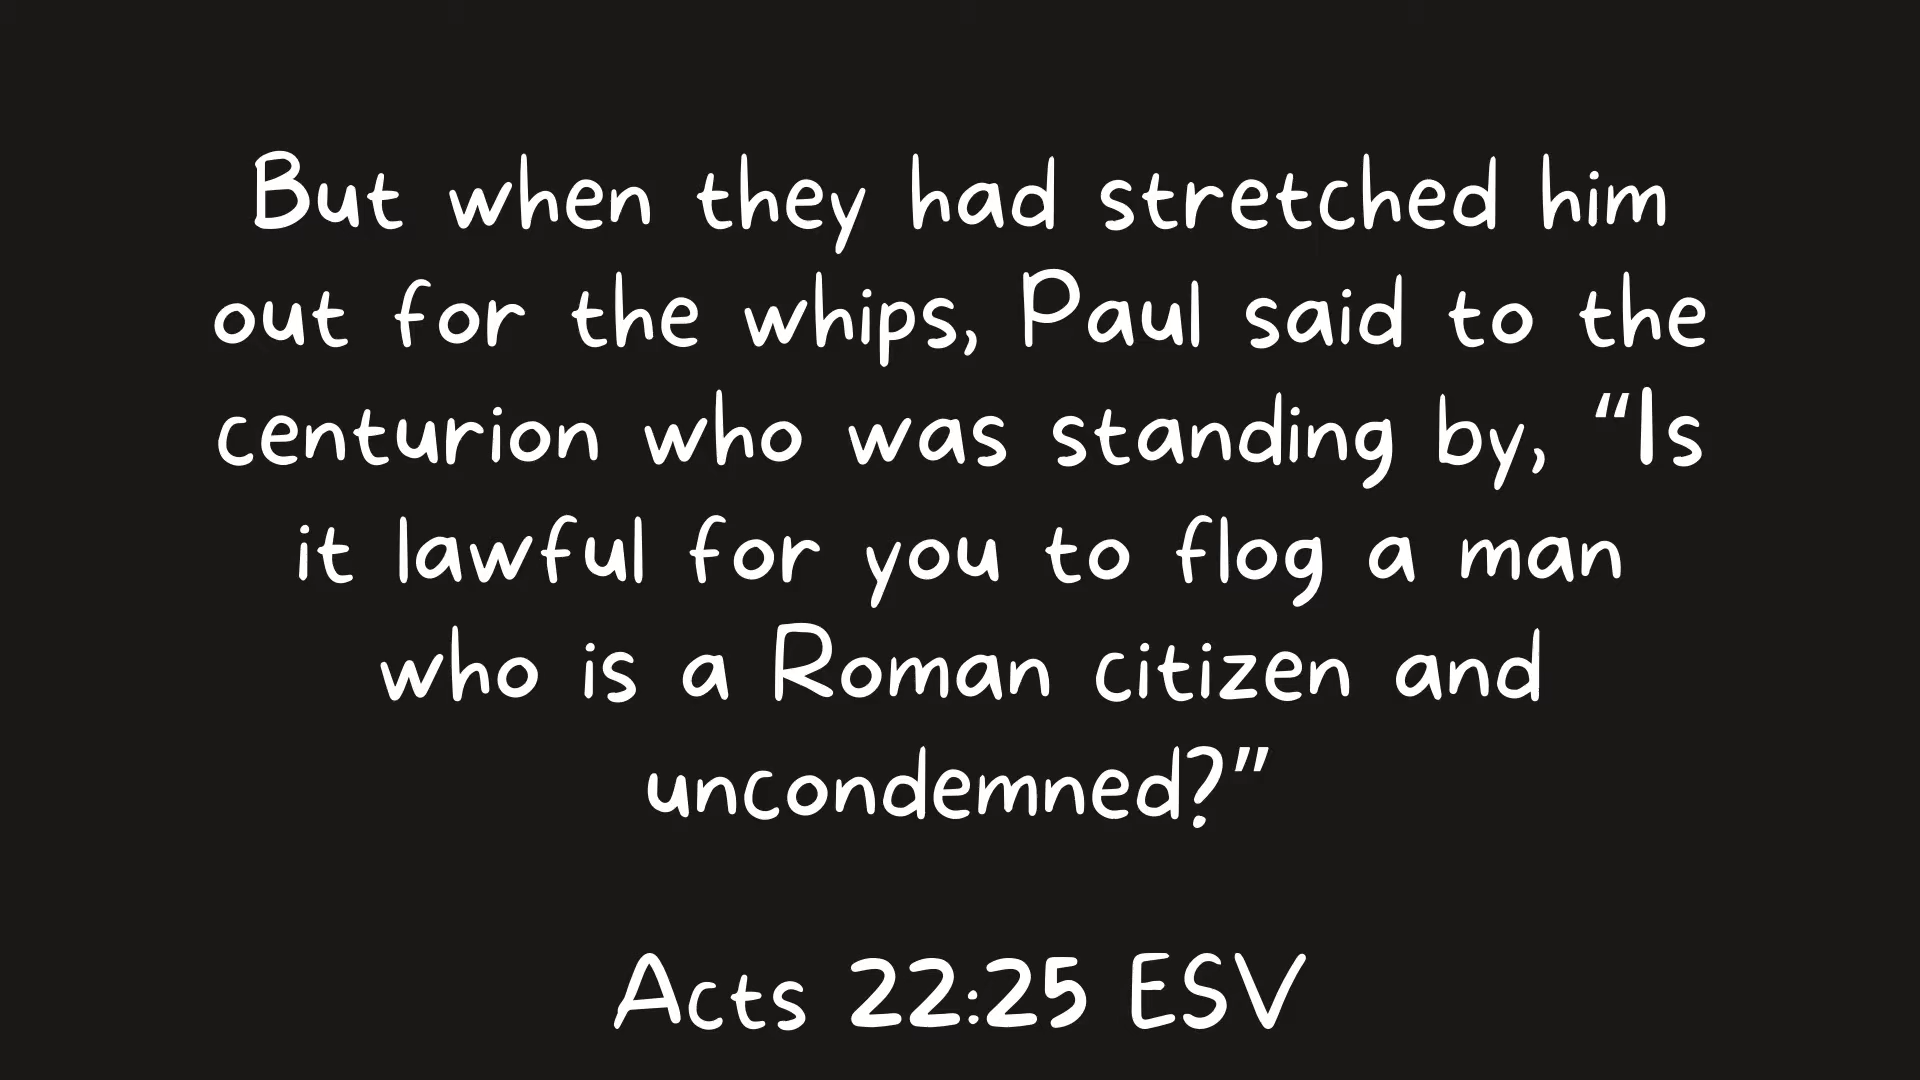 But when they had stretched him
out for the whips, Paul said to the
centurion who was standing by, “Is
it lawful for you to flog a man
who is a Roman citizen and
uncondemned?”
Acts 22:25 ESV